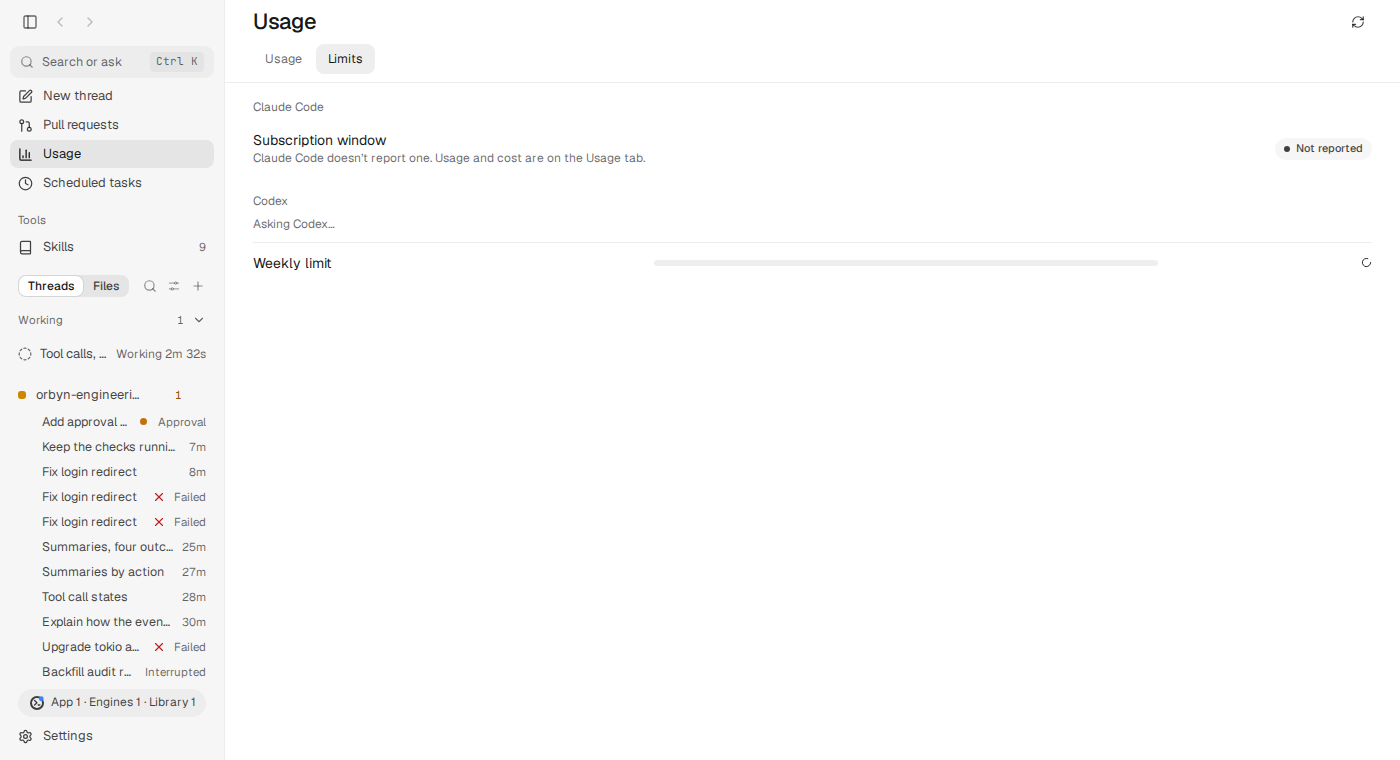 Search or ask
Ctrl K
New thread
Pull requests
Usage
Scheduled tasks
Tools
Skills
9
Threads
Files
Working
1
Tool calls, …
Working 2m 32s
orbyn-engineeri…
1
Add approval …
Approval
Keep the checks runni…
7m
Fix login redirect
8m
Fix login redirect
Failed
Fix login redirect
Failed
Summaries, four outc…
25m
Summaries by action
27m
Tool call states
28m
Explain how the even…
30m
Upgrade tokio a…
Failed
Backfill audit r…
Interrupted
App 1 · Engines 1 · Library 1
Settings
Usage
Usage
Limits
Claude Code
Subscription window
Claude Code doesn't report one. Usage and cost are on the Usage tab.
Not reported
Codex
Asking Codex…
Weekly limit